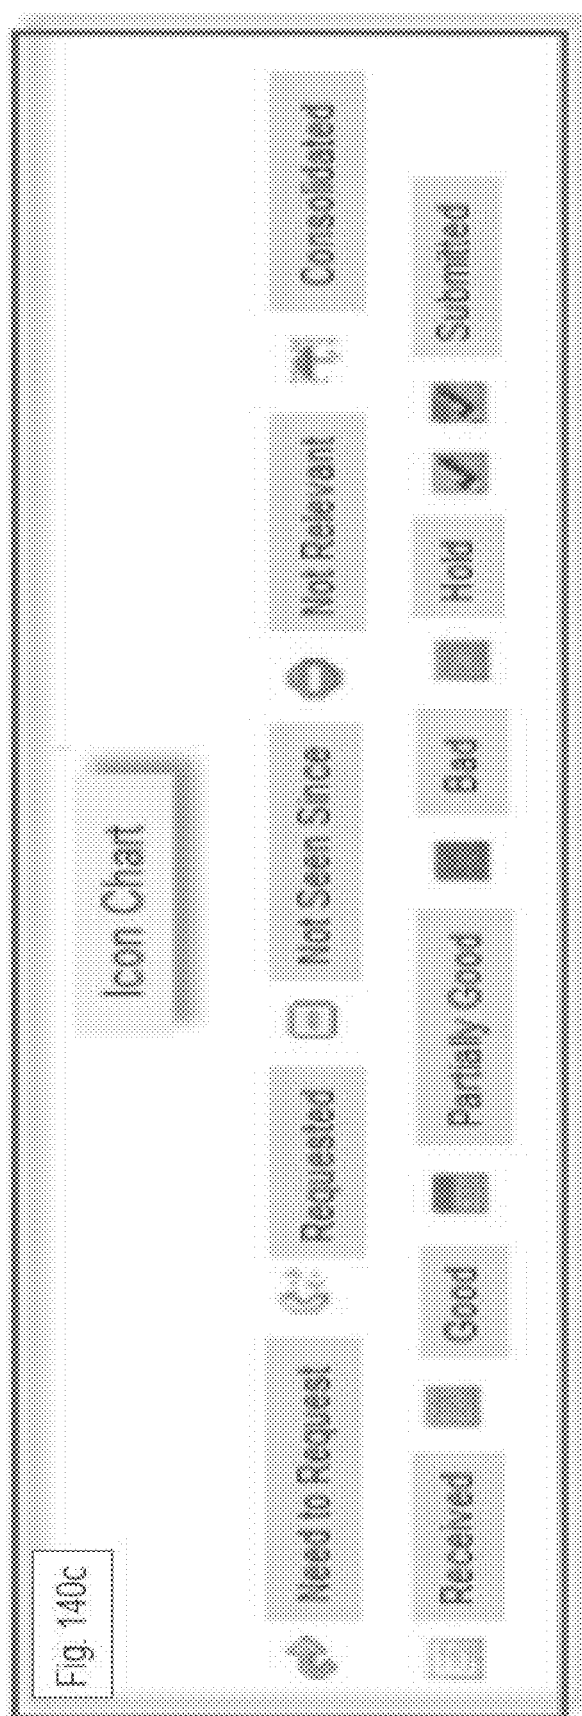 Fig. 140c
Icon Chart
Need to Request Requested Not Seen Since Not Relevant Consolidated
Received Good Partially Good Bad Hold Submitted